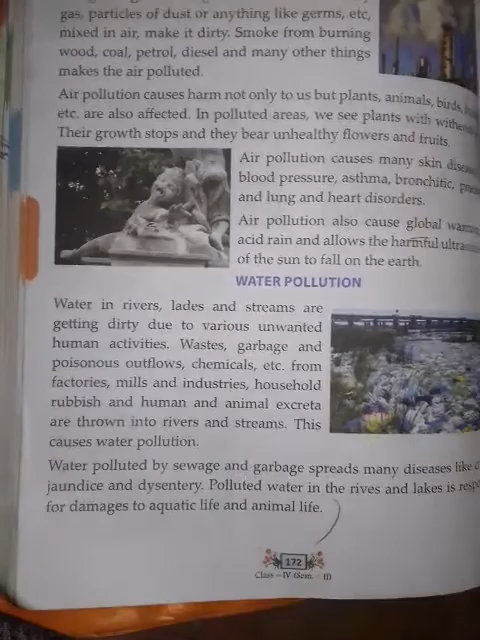 gas, particles of dust or anything like germs, etc,
mixed in air, make it dirty. Smoke from burning
wood, coal, petrol, diesel and many other things
makes the air polluted.
Air pollution causes harm not only to us but plants, animals, birds,
etc. are also affected. In polluted areas, we see plants with
Their growth stops and they bear unhealthy flowers and fruits.
Air pollution causes many skin
blood pressure, asthma, bronchitic,
and lung and heart disorders.
Air pollution also cause global
acid rain and allows the harmful
of the sun to fall on the earth.
WATER POLLUTION
Water in rivers, lades and streams are
getting dirty due to various unwanted
human activities. Wastes, garbage and
poisonous outflows, chemicals, etc. from
factories, mills and industries, household
rubbish and human and animal excreta
are thrown into rivers and streams. This
causes water pollution.
Water polluted by sewage and garbage spreads many diseases like
jaundice and dysentery. Polluted water in the rives and lakes is
for damages to aquatic life and animal life.
172
Class – IV (Sem. – II)